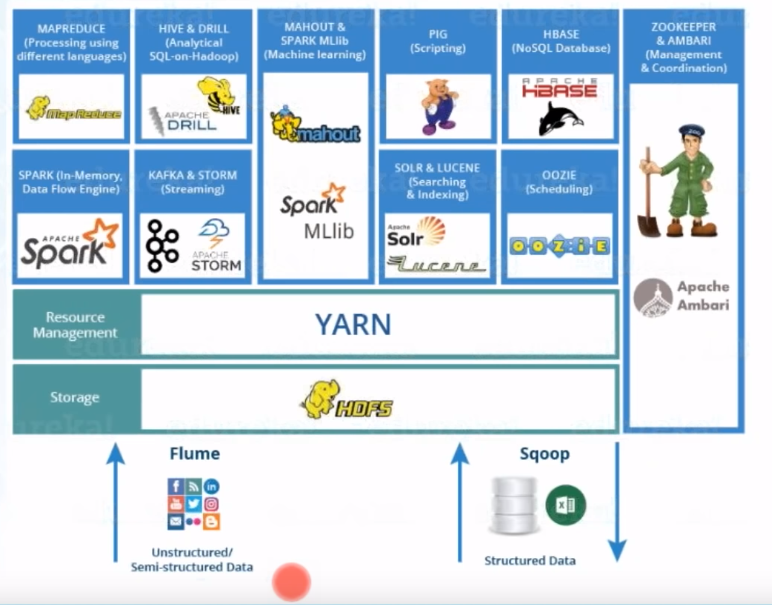 MAPREDUCE
(Processing using
different languages)
Map Reduce
HIVE & DRILL
(Analytical
SQL-on-Hadoop)
HIVE
APACHE
DRILL
MAHOUT &
SPARK MLlib
(Machine learning)
mahout
Spark
MLlib
PIG
(Scripting)
HBASE
(NoSQL Database)
APACHE
HBASE
ZOOKEEPER
& AMBARI
(Management
& Coordination)
Apache
Ambari
SPARK (In-Memory,
Data Flow Engine)
APACHE
Spark
KAFKA & STORM
(Streaming)
APACHE
STORM
SOLR & LUCENE
(Searching
& Indexing)
Apache
Solr
Lucene
OOZIE
(Scheduling)
OOZIE
Resource
Management
YARN
Storage
HDFS
Flume
Unstructured/
Semi-structured Data
Sqoop
Structured Data